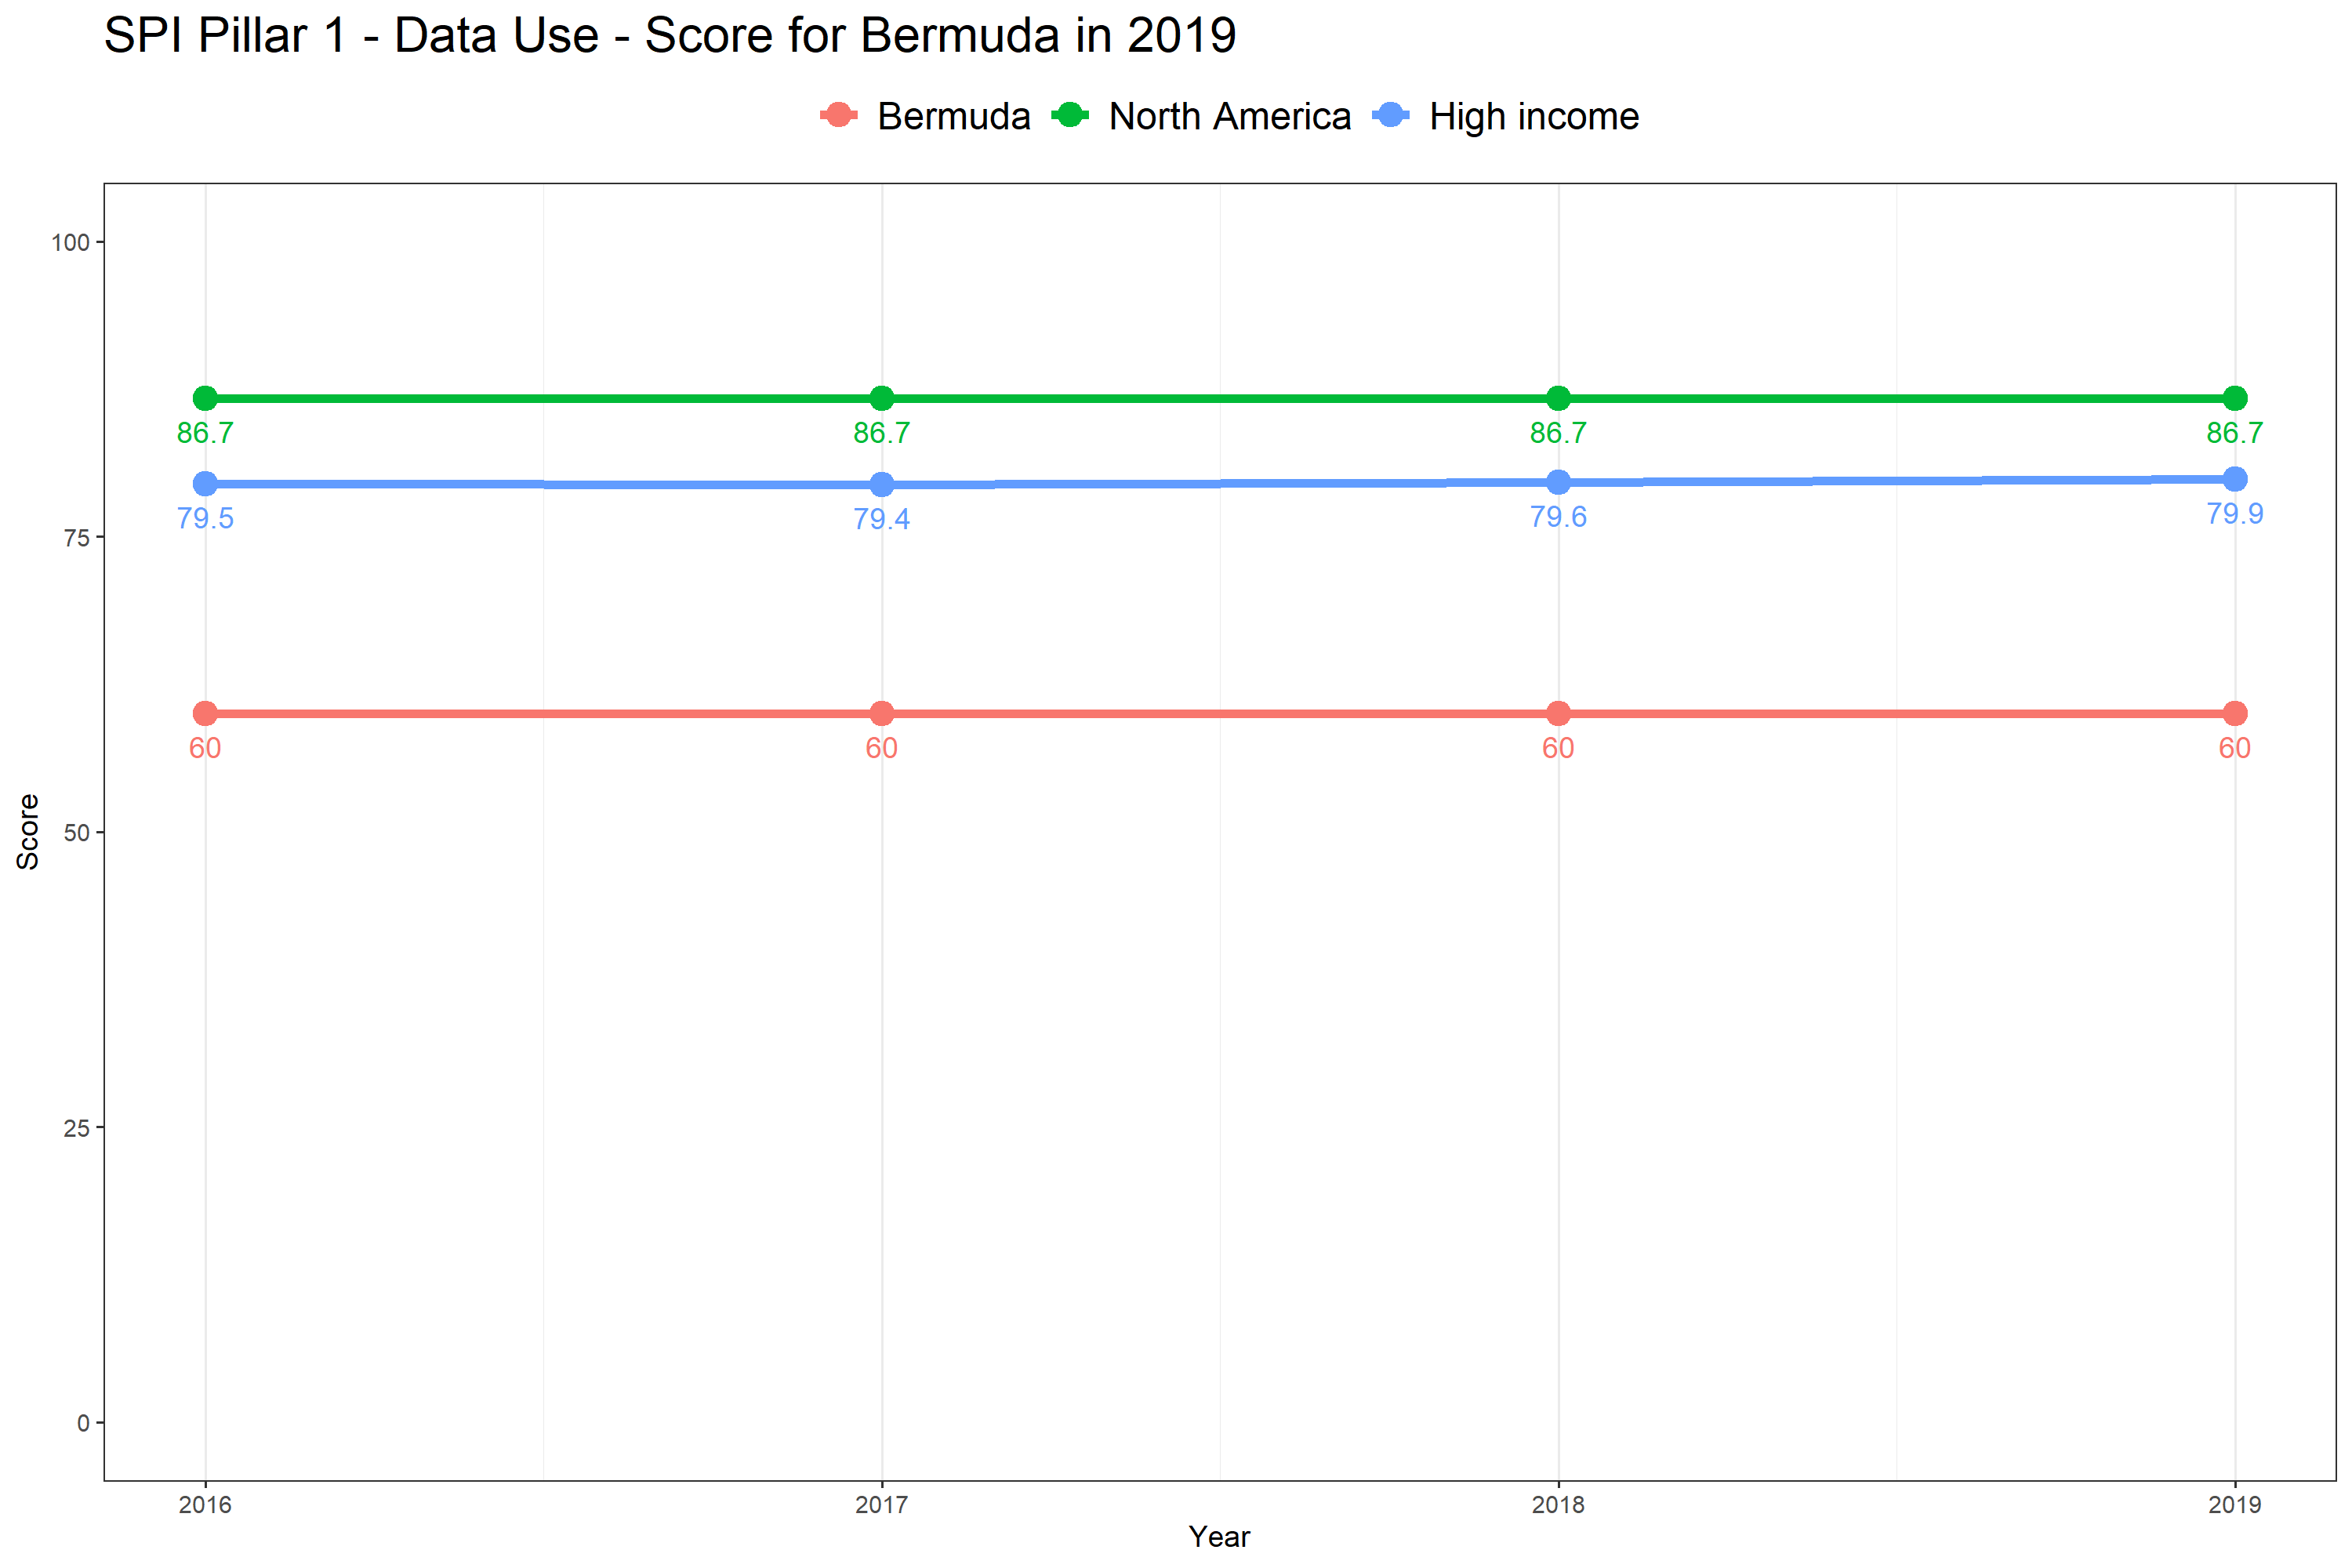 SPI Pillar 1 - Data Use - Score for Bermuda in 2019
Bermuda North America High income
100
75
50
25
0
Score
86.7 86.7 86.7 86.7
79.5 79.4 79.6 79.9
60 60 60 60
2016 2017 2018 2019
Year